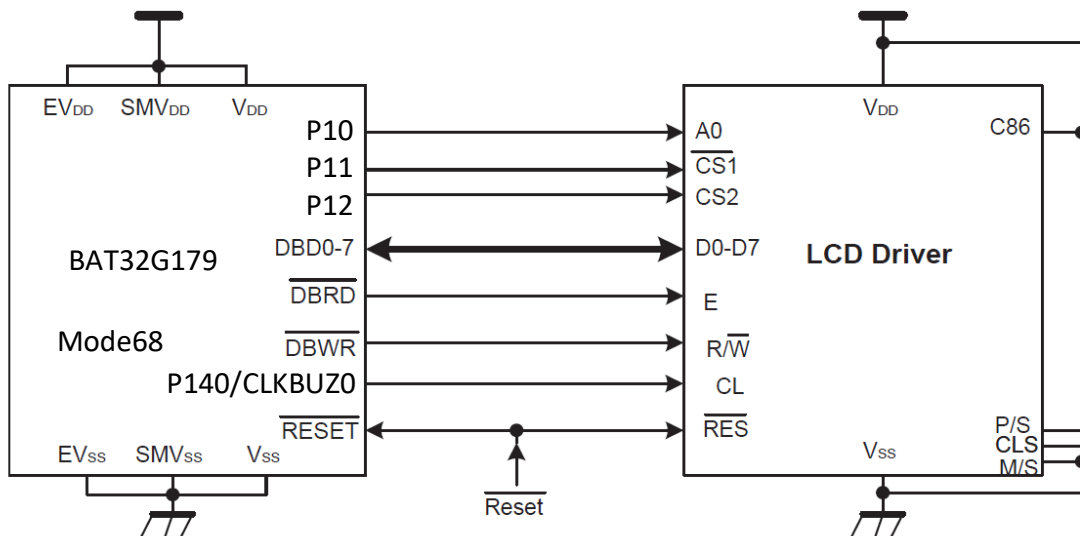 EVDD SMVDD VDD
P10
P11
P12
DBD0-7
BAT32G179
DBRD
Mode68
DBWR
P140/CLKBUZ0
RESET
EVSS SMVSS VSS
Reset
VDD
A0
C86
CS1
CS2
D0-D7
LCD Driver
E
R/W
CL
RES
P/S
VSS
CLS
M/S